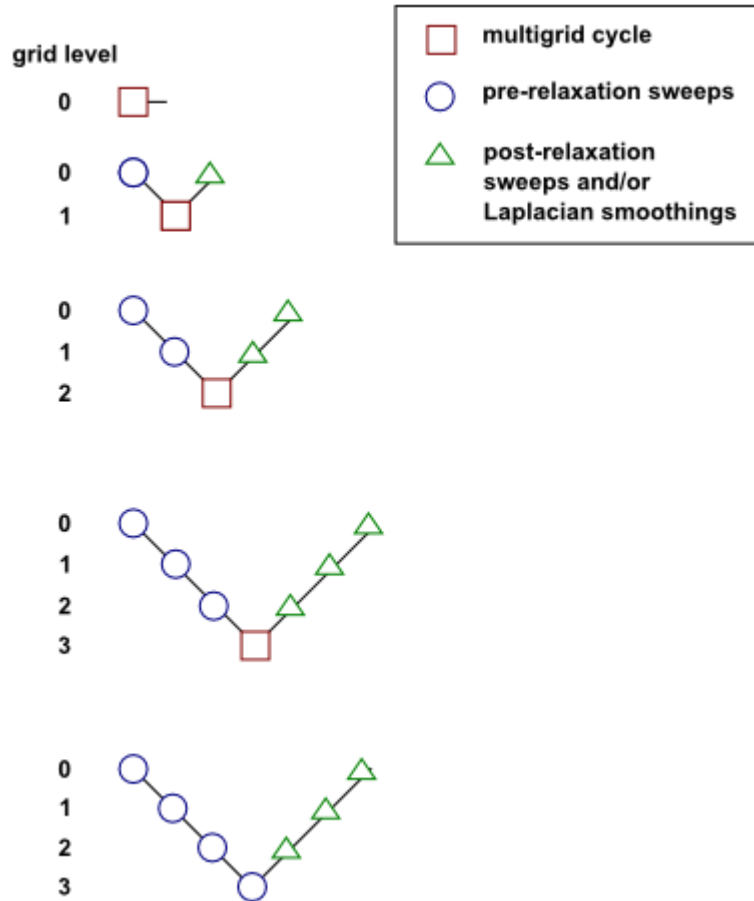 grid level
0
0
1
0
1
2
0
1
2
3
0
1
2
3
multigrid cycle
pre-relaxation sweeps
post-relaxation
sweeps and/or
Laplacian smoothings